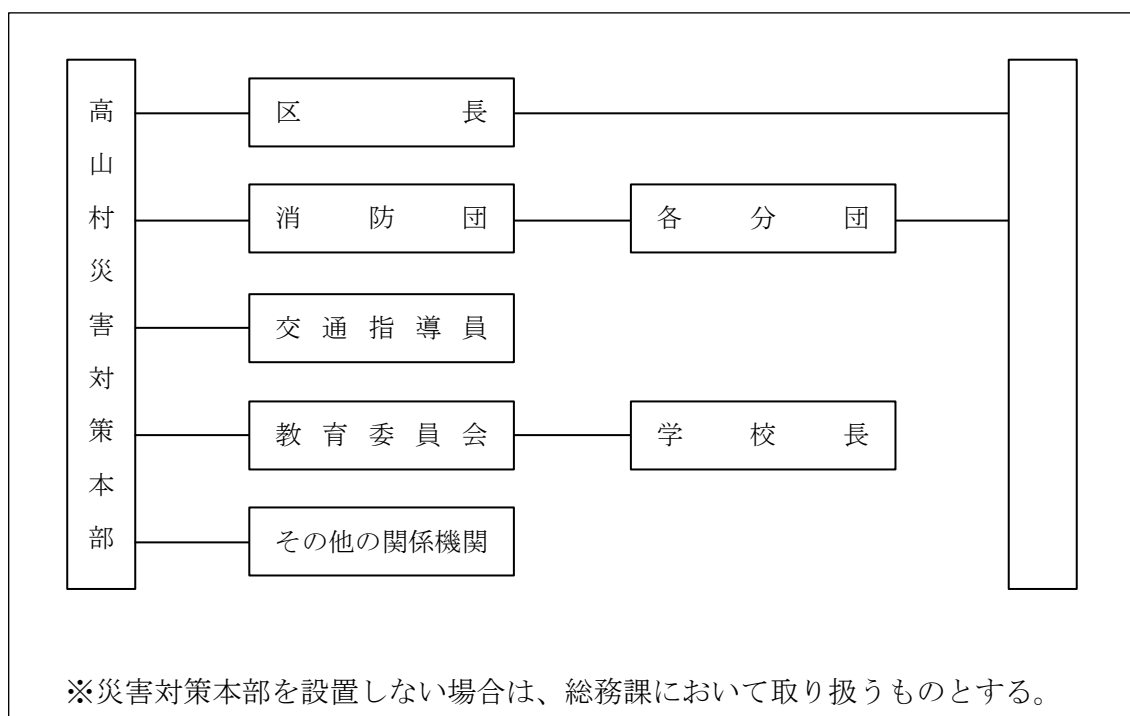 高山村災害対策本部
区長
消防団
各分団
交通指導員
教育委員会
学校長
その他の関係機関
※災害対策本部を設置しない場合は、総務課において取り扱うものとする。